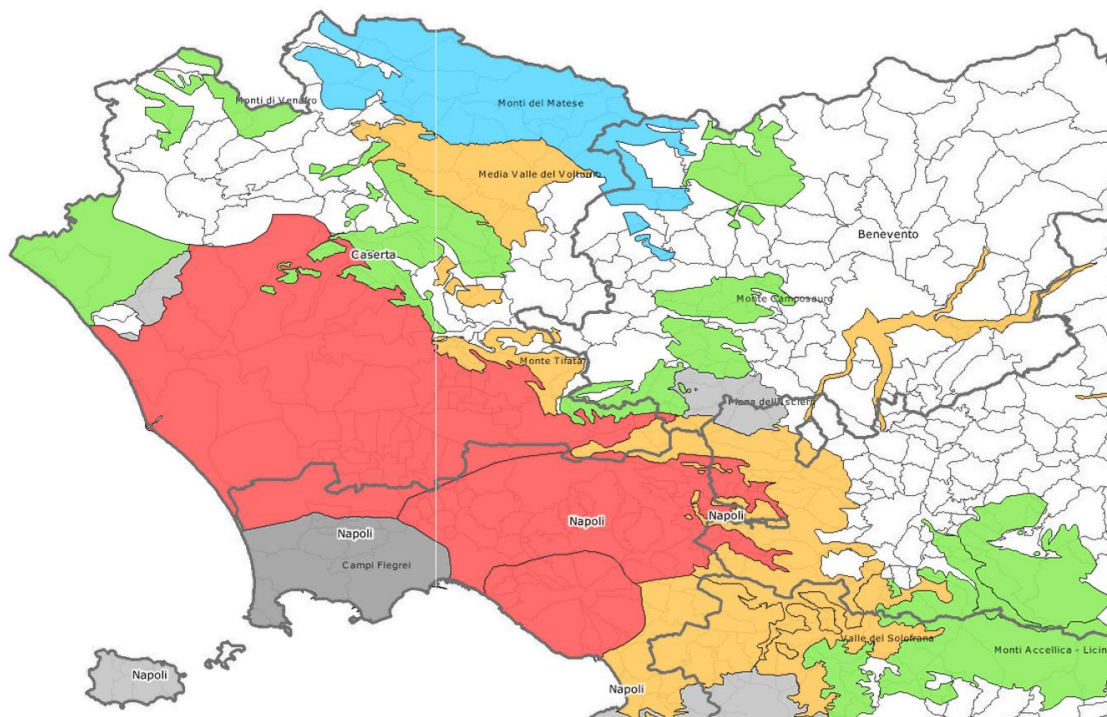 Monti di Venafro
Monti del Matese
Media Valle del Volturno
Benevento
Caserta
Monte Camposauro
Monte Tifata
Piana dell'Isclero
Napoli
Napoli
Napoli
Campi Flegrei
Valle del Solofrana
Monti Accellica - Licin
Napoli
Napoli